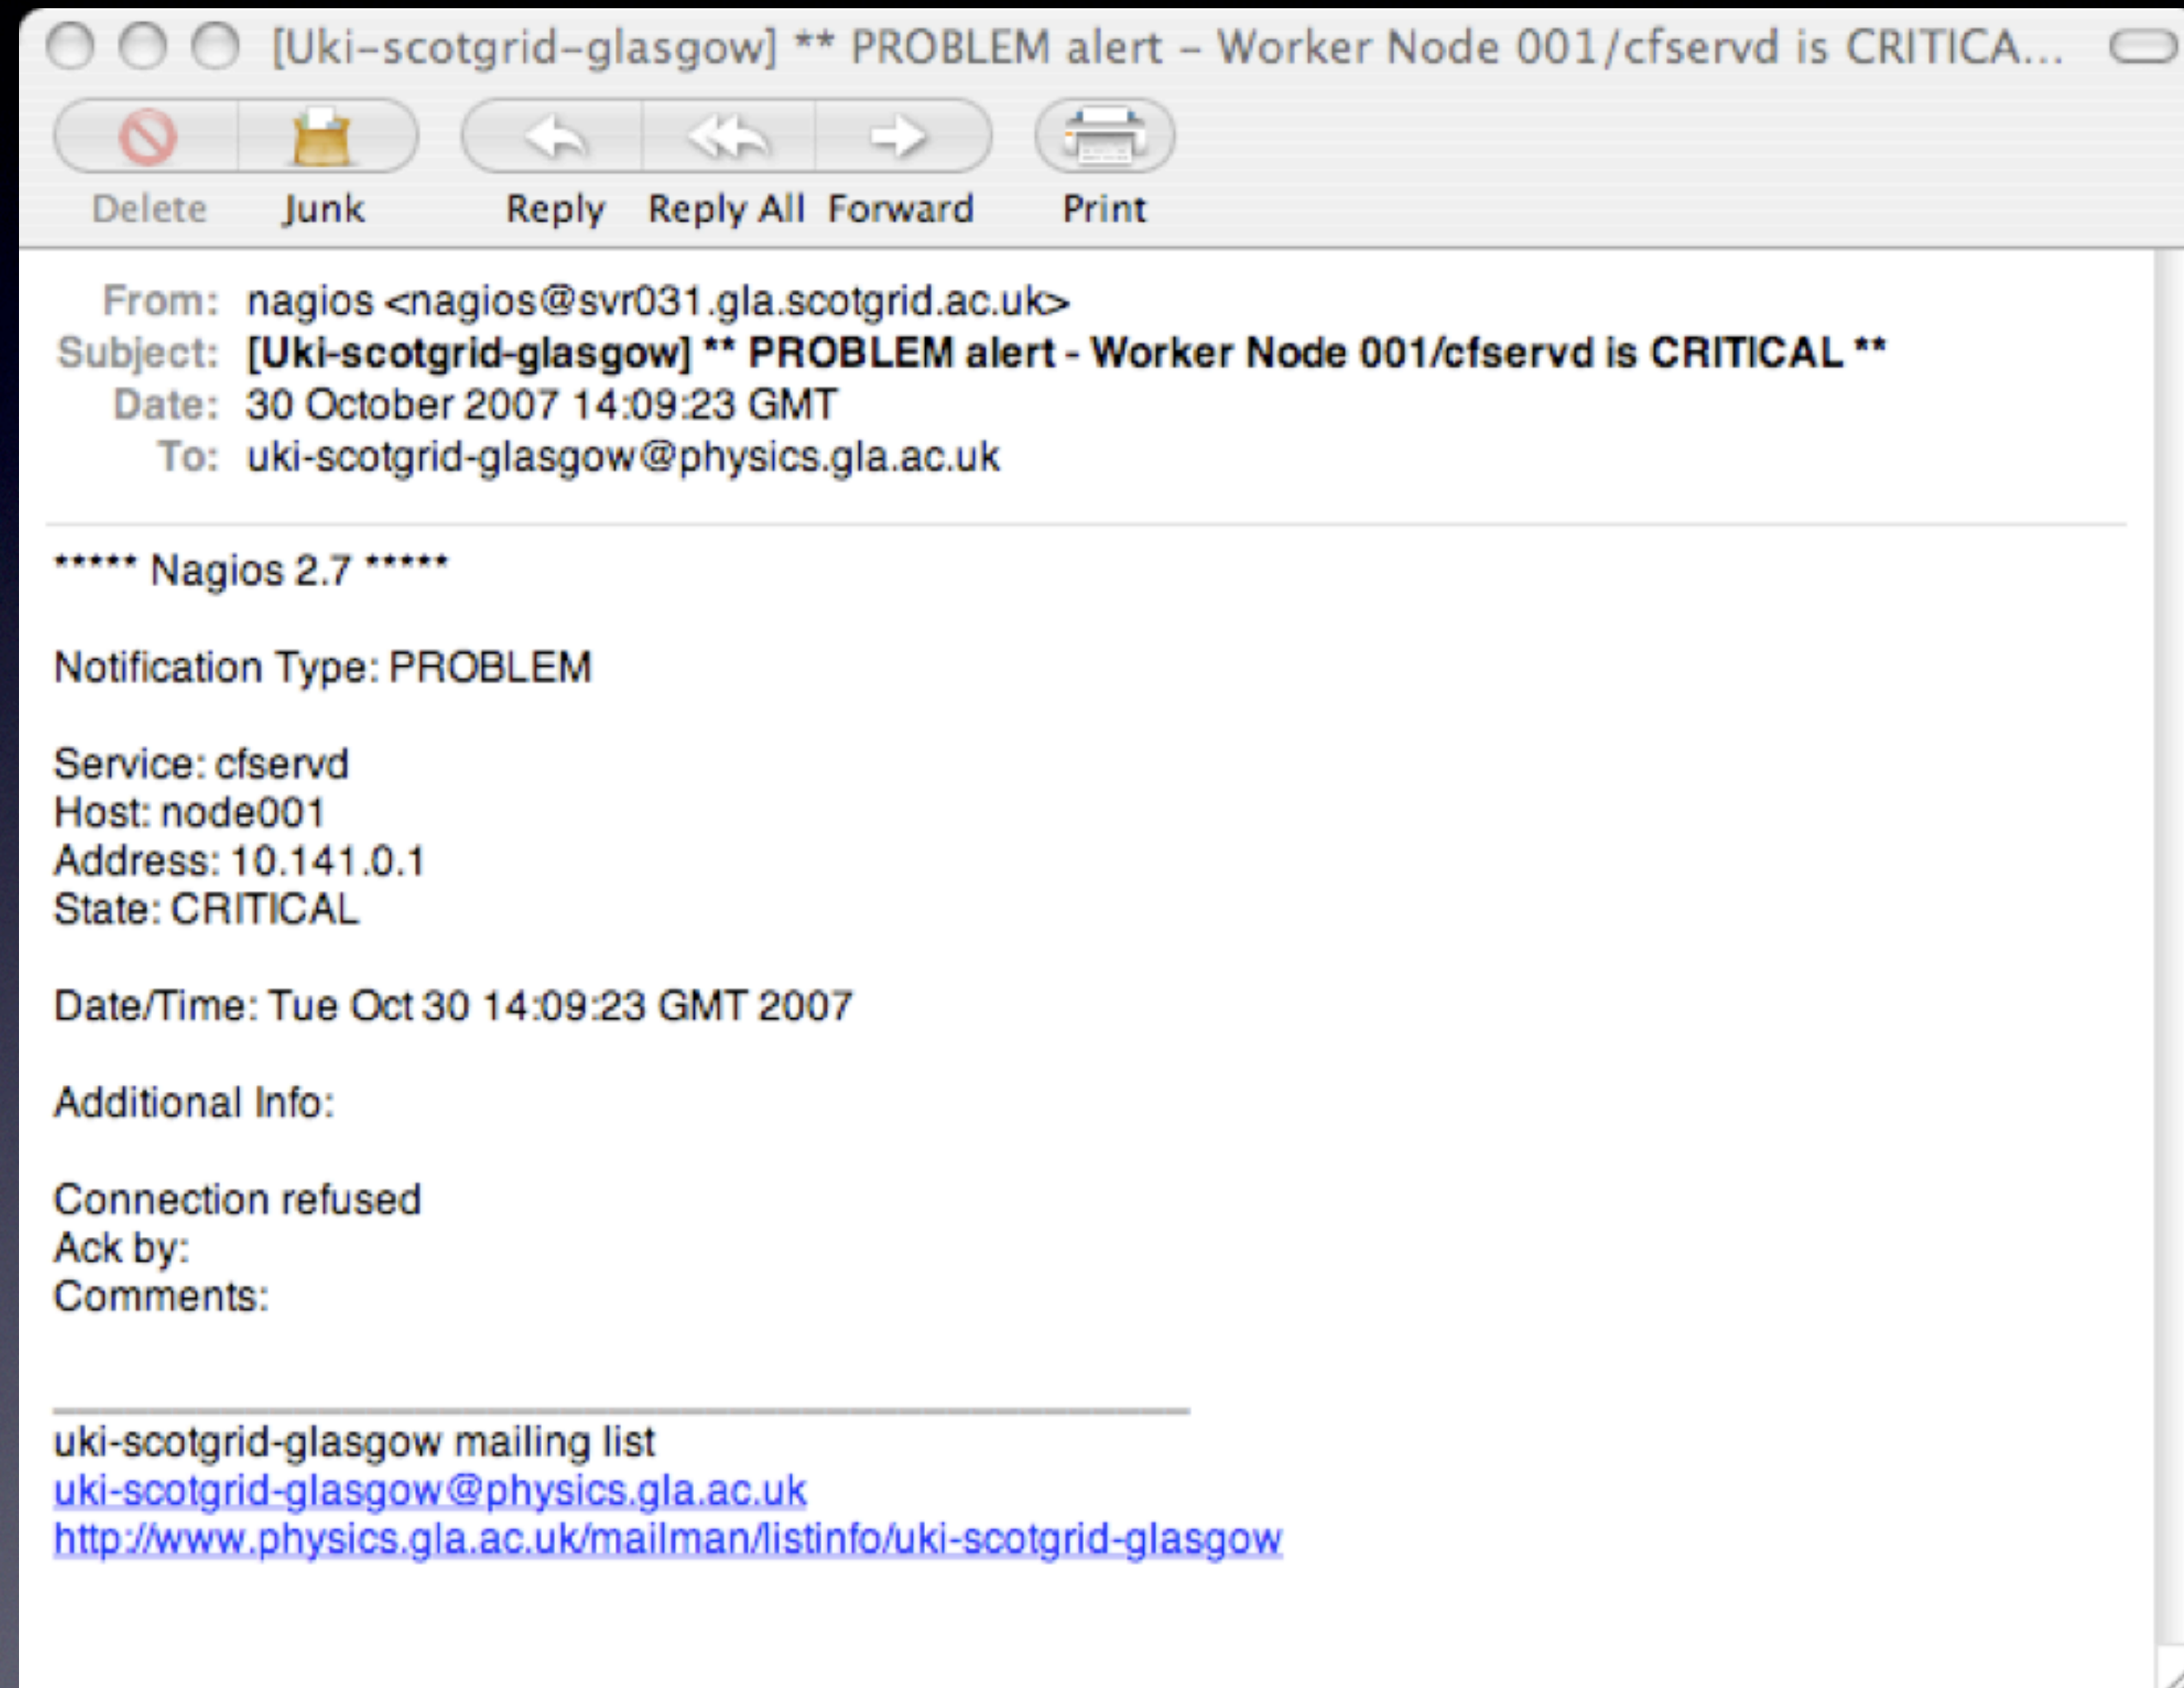 [Uki-scotgrid-glasgow] ** PROBLEM alert – Worker Node 001/cfservd is CRITICA...
Delete Junk Reply Reply All Forward Print
From: nagios <nagios@svr031.gla.scotgrid.ac.uk>
Subject: [Uki-scotgrid-glasgow] ** PROBLEM alert - Worker Node 001/cfservd is CRITICAL **
Date: 30 October 2007 14:09:23 GMT
To: uki-scotgrid-glasgow@physics.gla.ac.uk
***** Nagios 2.7 *****
Notification Type: PROBLEM
Service: cfservd
Host: node001
Address: 10.141.0.1
State: CRITICAL
Date/Time: Tue Oct 30 14:09:23 GMT 2007
Additional Info:
Connection refused
Ack by:
Comments:
_______________________________________________
uki-scotgrid-glasgow mailing list
uki-scotgrid-glasgow@physics.gla.ac.uk
http://www.physics.gla.ac.uk/mailman/listinfo/uki-scotgrid-glasgow